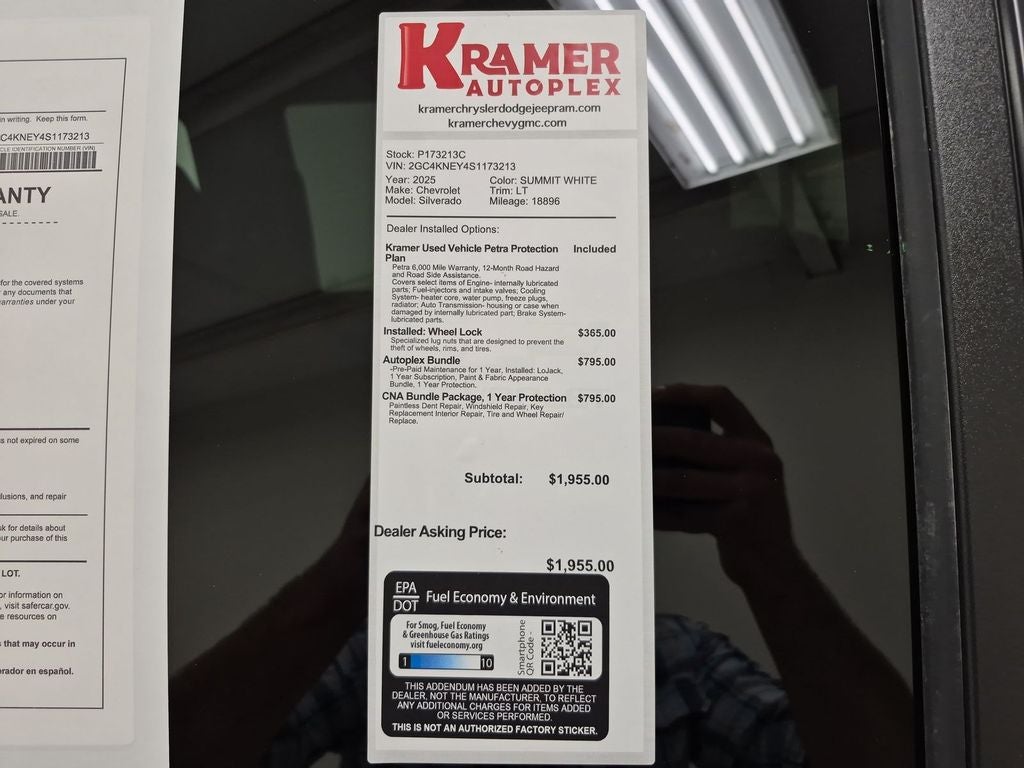 in writing. Keep this form.
C4KNEY4S1173213
CLE IDENTIFICATION NUMBER (VIN)
ANTY
SALE.
for the covered systems
any documents that
arranties under your
s not expired on some
lusions, and repair
sk for details about
ur purchase of this
LOT.
or information on
, visit safercar.gov.
e resources on
s that may occur in
rador en español.
KRAMER
AUTOPLEX
kramerchryslerdodgejeepram.com
kramerchevygmc.com
Stock: P173213C
VIN: 2GC4KNEY4S1173213
Year: 2025 Color: SUMMIT WHITE
Make: Chevrolet Trim: LT
Model: Silverado Mileage: 18896
Dealer Installed Options:
Kramer Used Vehicle Petra Protection Included
Plan
Petra 6,000 Mile Warranty, 12-Month Road Hazard
and Road Side Assistance.
Covers select items of Engine- internally lubricated
parts; Fuel-injectors and intake valves; Cooling
System- heater core, water pump, freeze plugs,
radiator; Auto Transmission- housing or case when
damaged by internally lubricated part; Brake System-
lubricated parts.
Installed: Wheel Lock $365.00
Specialized lug nuts that are designed to prevent the
theft of wheels, rims, and tires.
Autoplex Bundle $795.00
-Pre-Paid Maintenance for 1 Year, Installed: LoJack,
1 Year Subscription, Paint & Fabric Appearance
Bundle, 1 Year Protection.
CNA Bundle Package, 1 Year Protection $795.00
Paintless Dent Repair, Windshield Repair, Key
Replacement Interior Repair, Tire and Wheel Repair/
Replace.
Subtotal: $1,955.00
Dealer Asking Price:
$1,955.00
EPA
DOT Fuel Economy & Environment
For Smog, Fuel Economy
& Greenhouse Gas Ratings
visit fueleconomy.org
1 10
Smartphone
QR Code -
THIS ADDENDUM HAS BEEN ADDED BY THE
DEALER, NOT THE MANUFACTURER, TO REFLECT
ANY ADDITIONAL CHARGES FOR ITEMS ADDED
OR SERVICES PERFORMED.
THIS IS NOT AN AUTHORIZED FACTORY STICKER.